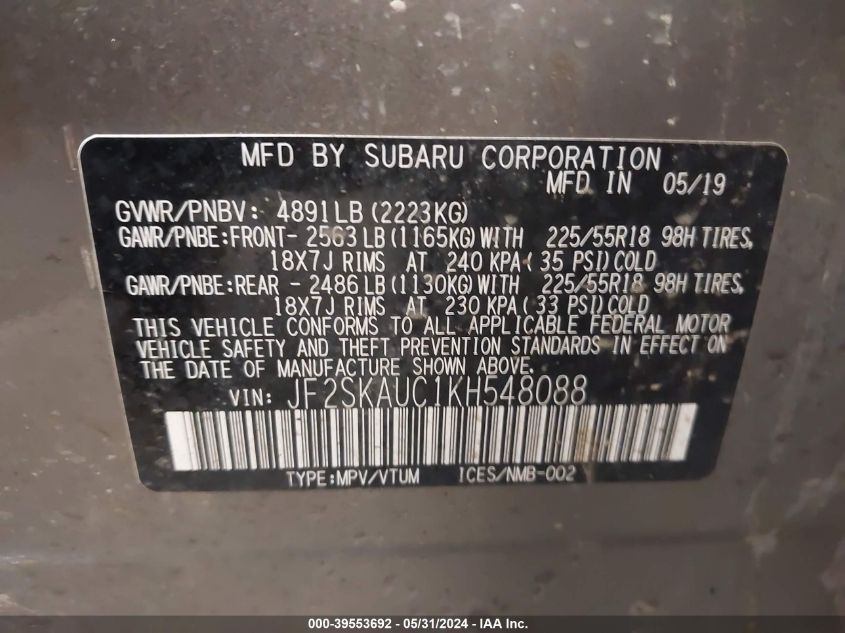 MFD BY SUBARU CORPORATION
MFD IN 05/19
GVWR/PNBV: 4891LB(2223KG)
GAWR/PNBE:FRONT- 2563LB(1165KG)WITH 225/55R18 98H TIRES,
18X7J RIMS AT 240 KPA(35 PSI)COLD
GAWR/PNBE:REAR - 2486LB(1130KG)WITH 225/55R18 98H TIRES,
18X7J RIMS AT 230 KPA(33 PSI)COLD
THIS VEHICLE CONFORMS TO ALL APPLICABLE FEDERAL MOTOR
VEHICLE SAFETY AND THEFT PREVENTION STANDARDS IN EFFECT ON
THE DATE OF MANUFACTURE SHOWN ABOVE.
VIN: JF2SKAUC1KH548088
TYPE:MPV/VTUM ICES/NMB-002
000-39553692 - 05/31/2024 - IAA Inc.